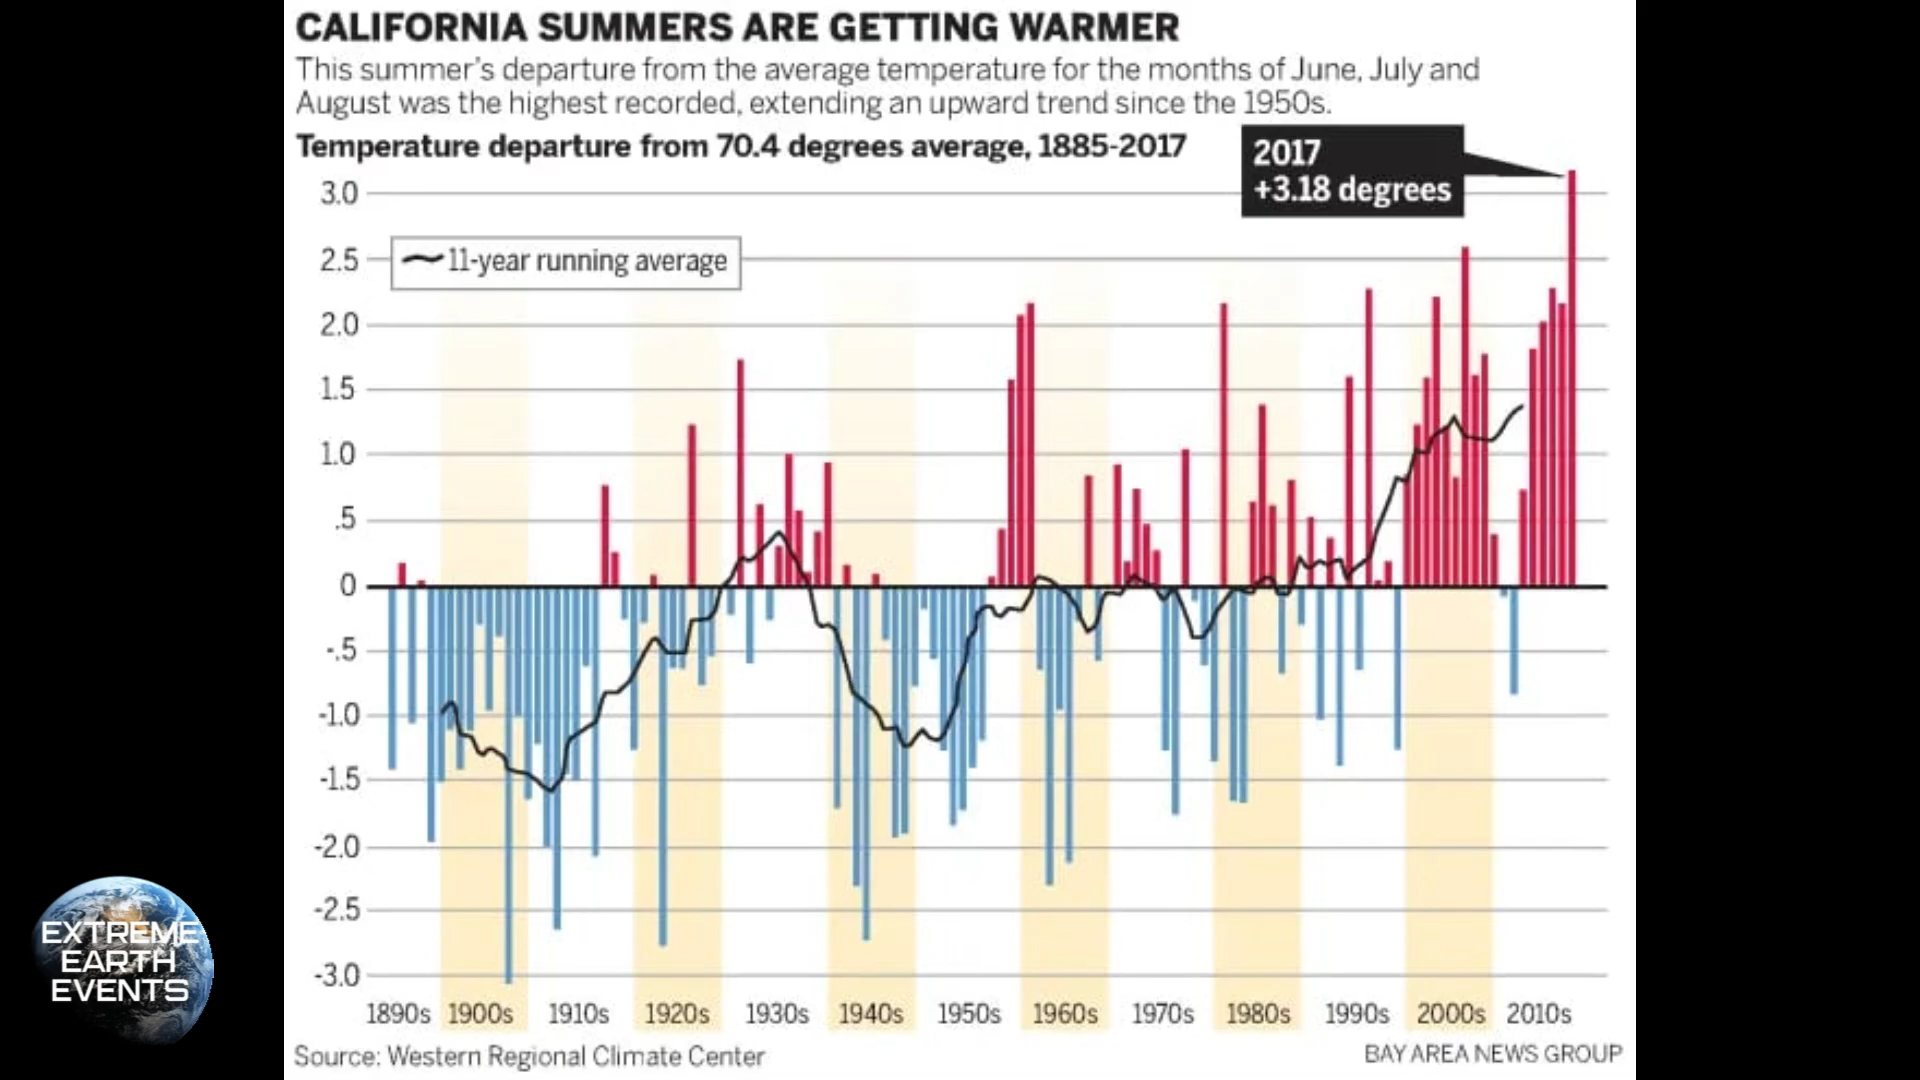 CALIFORNIA SUMMERS ARE GETTING WARMER
This summer's departure from the average temperature for the months of June, July and
August was the highest recorded, extending an upward trend since the 1950s.
Temperature departure from 70.4 degrees average, 1885-2017
2017
+3.18 degrees
3.0
2.5
11-year running average
2.0
1.5
1.0
.5
0
-.5
-1.0
-1.5
-2.0
-2.5
-3.0
1890s 1900s 1910s 1920s 1930s 1940s 1950s 1960s 1970s 1980s 1990s 2000s 2010s
Source: Western Regional Climate Center
BAY AREA NEWS GROUP
EXTREME
EARTH
EVENTS